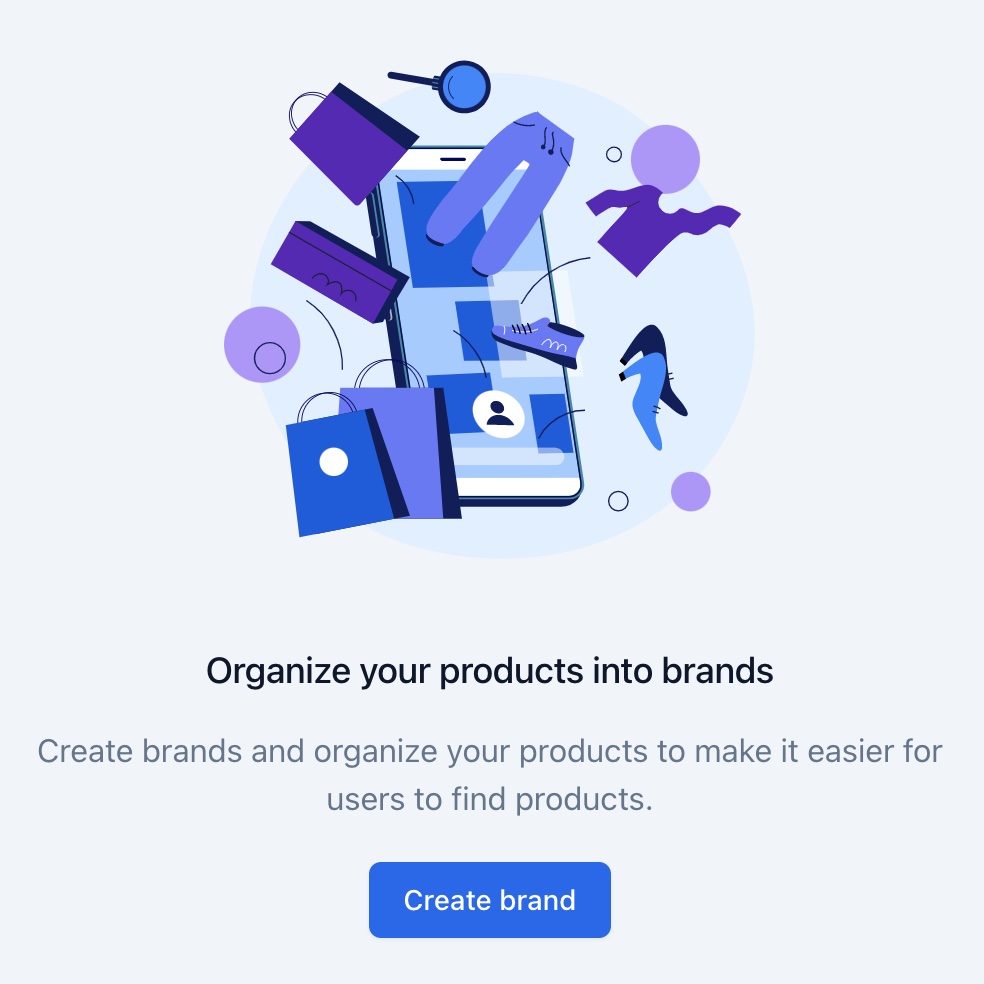 Organize your products into brands
Create brands and organize your products to make it easier for
users to find products.
Create brand